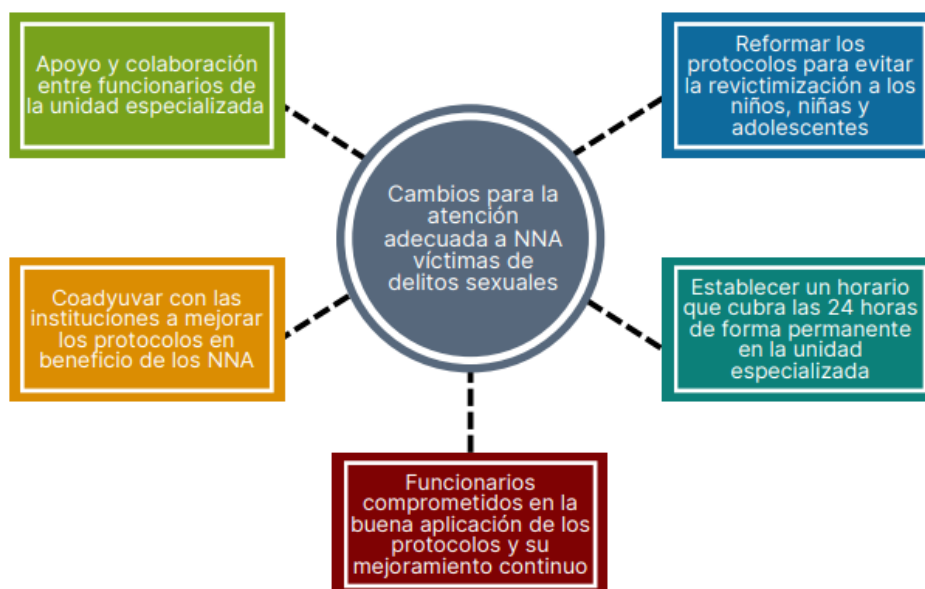 Apoyo y colaboración
entre funcionarios de
la unidad especializada
Reformar los
protocolos para evitar
la revictimización a los
niños, niñas y
adolescentes
Cambios para la
atención
adecuada a NNA
víctimas de
delitos sexuales
Coadyuvar con las
instituciones a mejorar
los protocolos en
beneficio de los NNA
Establecer un horario
que cubra las 24 horas
de forma permanente
en la unidad
especializada
Funcionarios
comprometidos en la
buena aplicación de los
protocolos y su
mejoramiento continuo